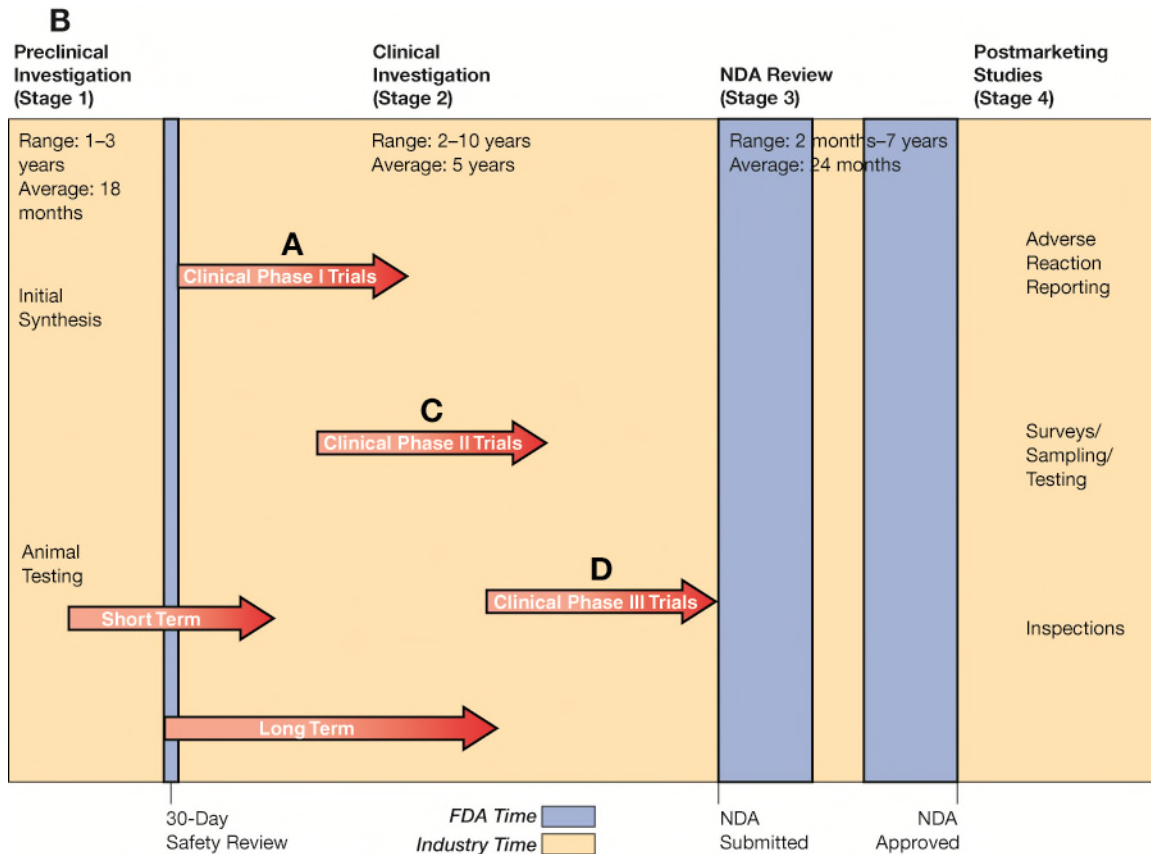 B
Preclinical
Investigation
(Stage 1)
Clinical
Investigation
(Stage 2)
NDA Review
(Stage 3)
Postmarketing
Studies
(Stage 4)
Range: 1–3
years
Average: 18
months
Range: 2–10 years
Average: 5 years
Range: 2 months–7 years
Average: 24 months
A
Clinical Phase I Trials
Initial
Synthesis
Adverse
Reaction
Reporting
C
Clinical Phase II Trials
Surveys/
Sampling/
Testing
Animal
Testing
Short Term
D
Clinical Phase III Trials
Inspections
Long Term
30-Day
Safety Review
FDA Time
Industry Time
NDA
Submitted
NDA
Approved